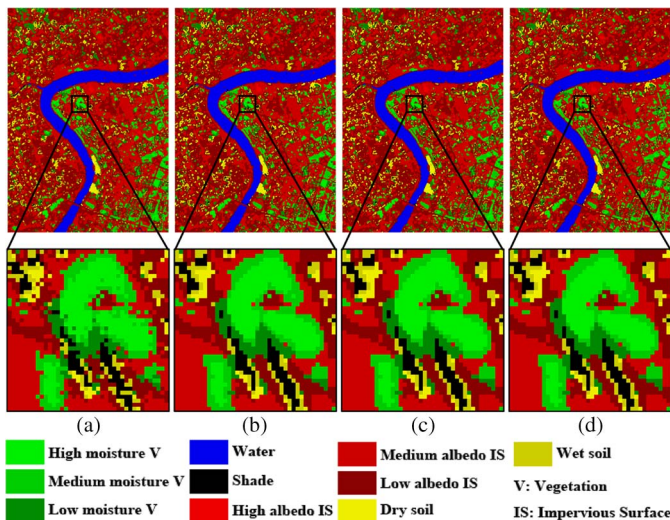 (a) (b) (c) (d)
High moisture V Water Medium albedo IS Wet soil
Medium moisture V Shade Low albedo IS V: Vegetation
Low moisture V High albedo IS Dry soil IS: Impervious Surface